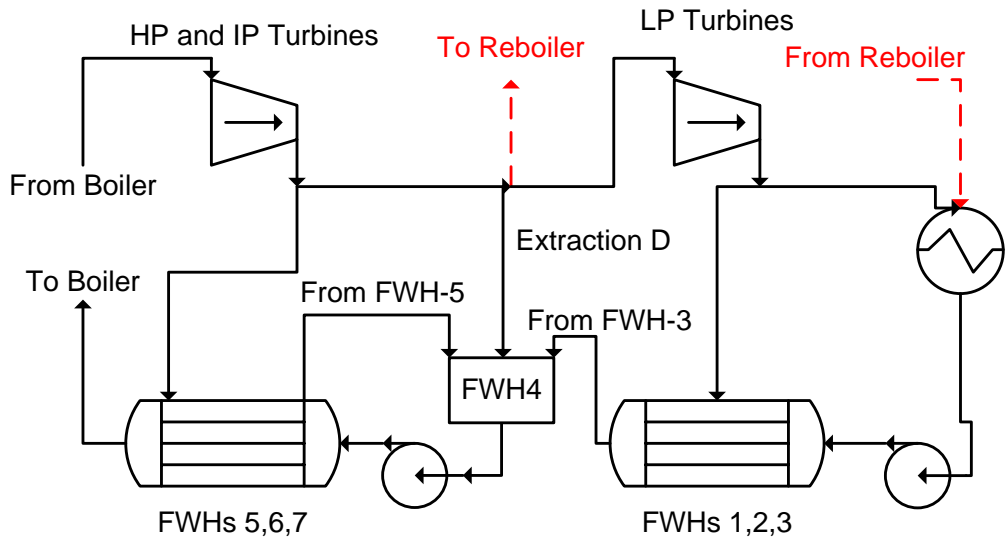 HP and IP Turbines
LP Turbines
To Reboiler
From Reboiler
From Boiler
Extraction D
To Boiler
From FWH-5
From FWH-3
FWH4
FWHs 5,6,7
FWHs 1,2,3